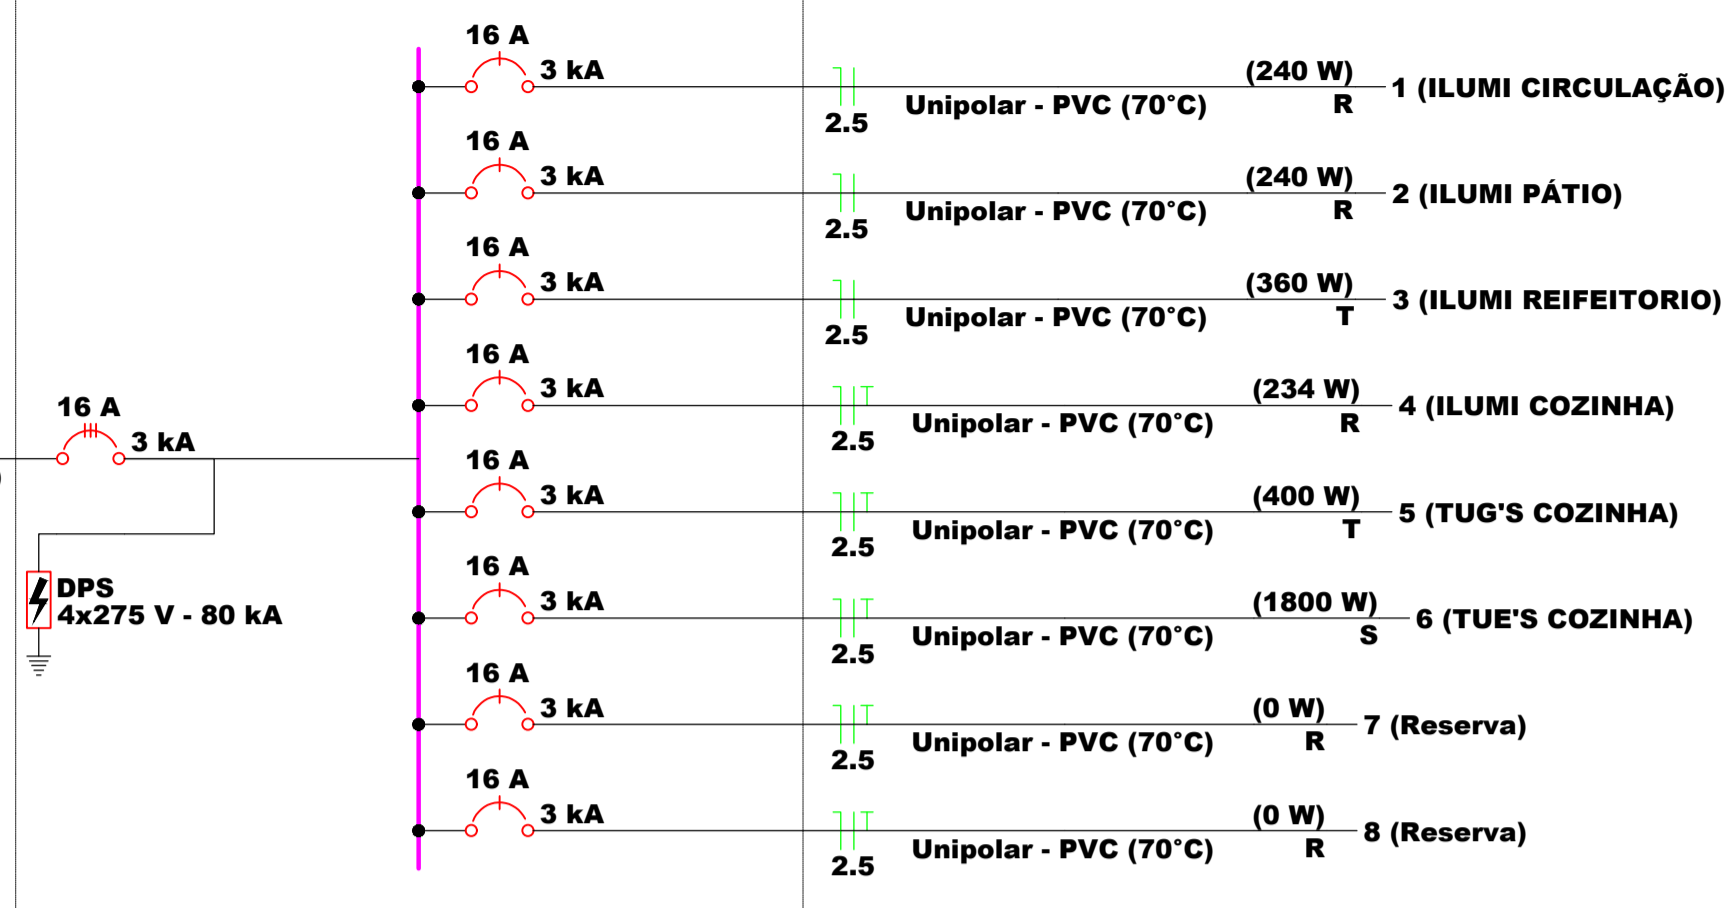 16 A
3 kA
(240 W)
1 (ILUMI CIRCULAÇÃO)
2.5
Unipolar - PVC (70°C)
R
16 A
3 kA
(240 W)
2 (ILUMI PÁTIO)
2.5
Unipolar - PVC (70°C)
R
16 A
3 kA
(360 W)
3 (ILUMI REIFEITORIO)
2.5
Unipolar - PVC (70°C)
T
16 A
3 kA
(234 W)
4 (ILUMI COZINHA)
2.5
Unipolar - PVC (70°C)
R
16 A
3 kA
16 A
3 kA
(400 W)
5 (TUG'S COZINHA)
2.5
Unipolar - PVC (70°C)
T
DPS
4x275 V - 80 kA
16 A
3 kA
(1800 W)
6 (TUE'S COZINHA)
2.5
Unipolar - PVC (70°C)
S
16 A
3 kA
(0 W)
7 (Reserva)
2.5
Unipolar - PVC (70°C)
R
16 A
3 kA
(0 W)
8 (Reserva)
2.5
Unipolar - PVC (70°C)
R